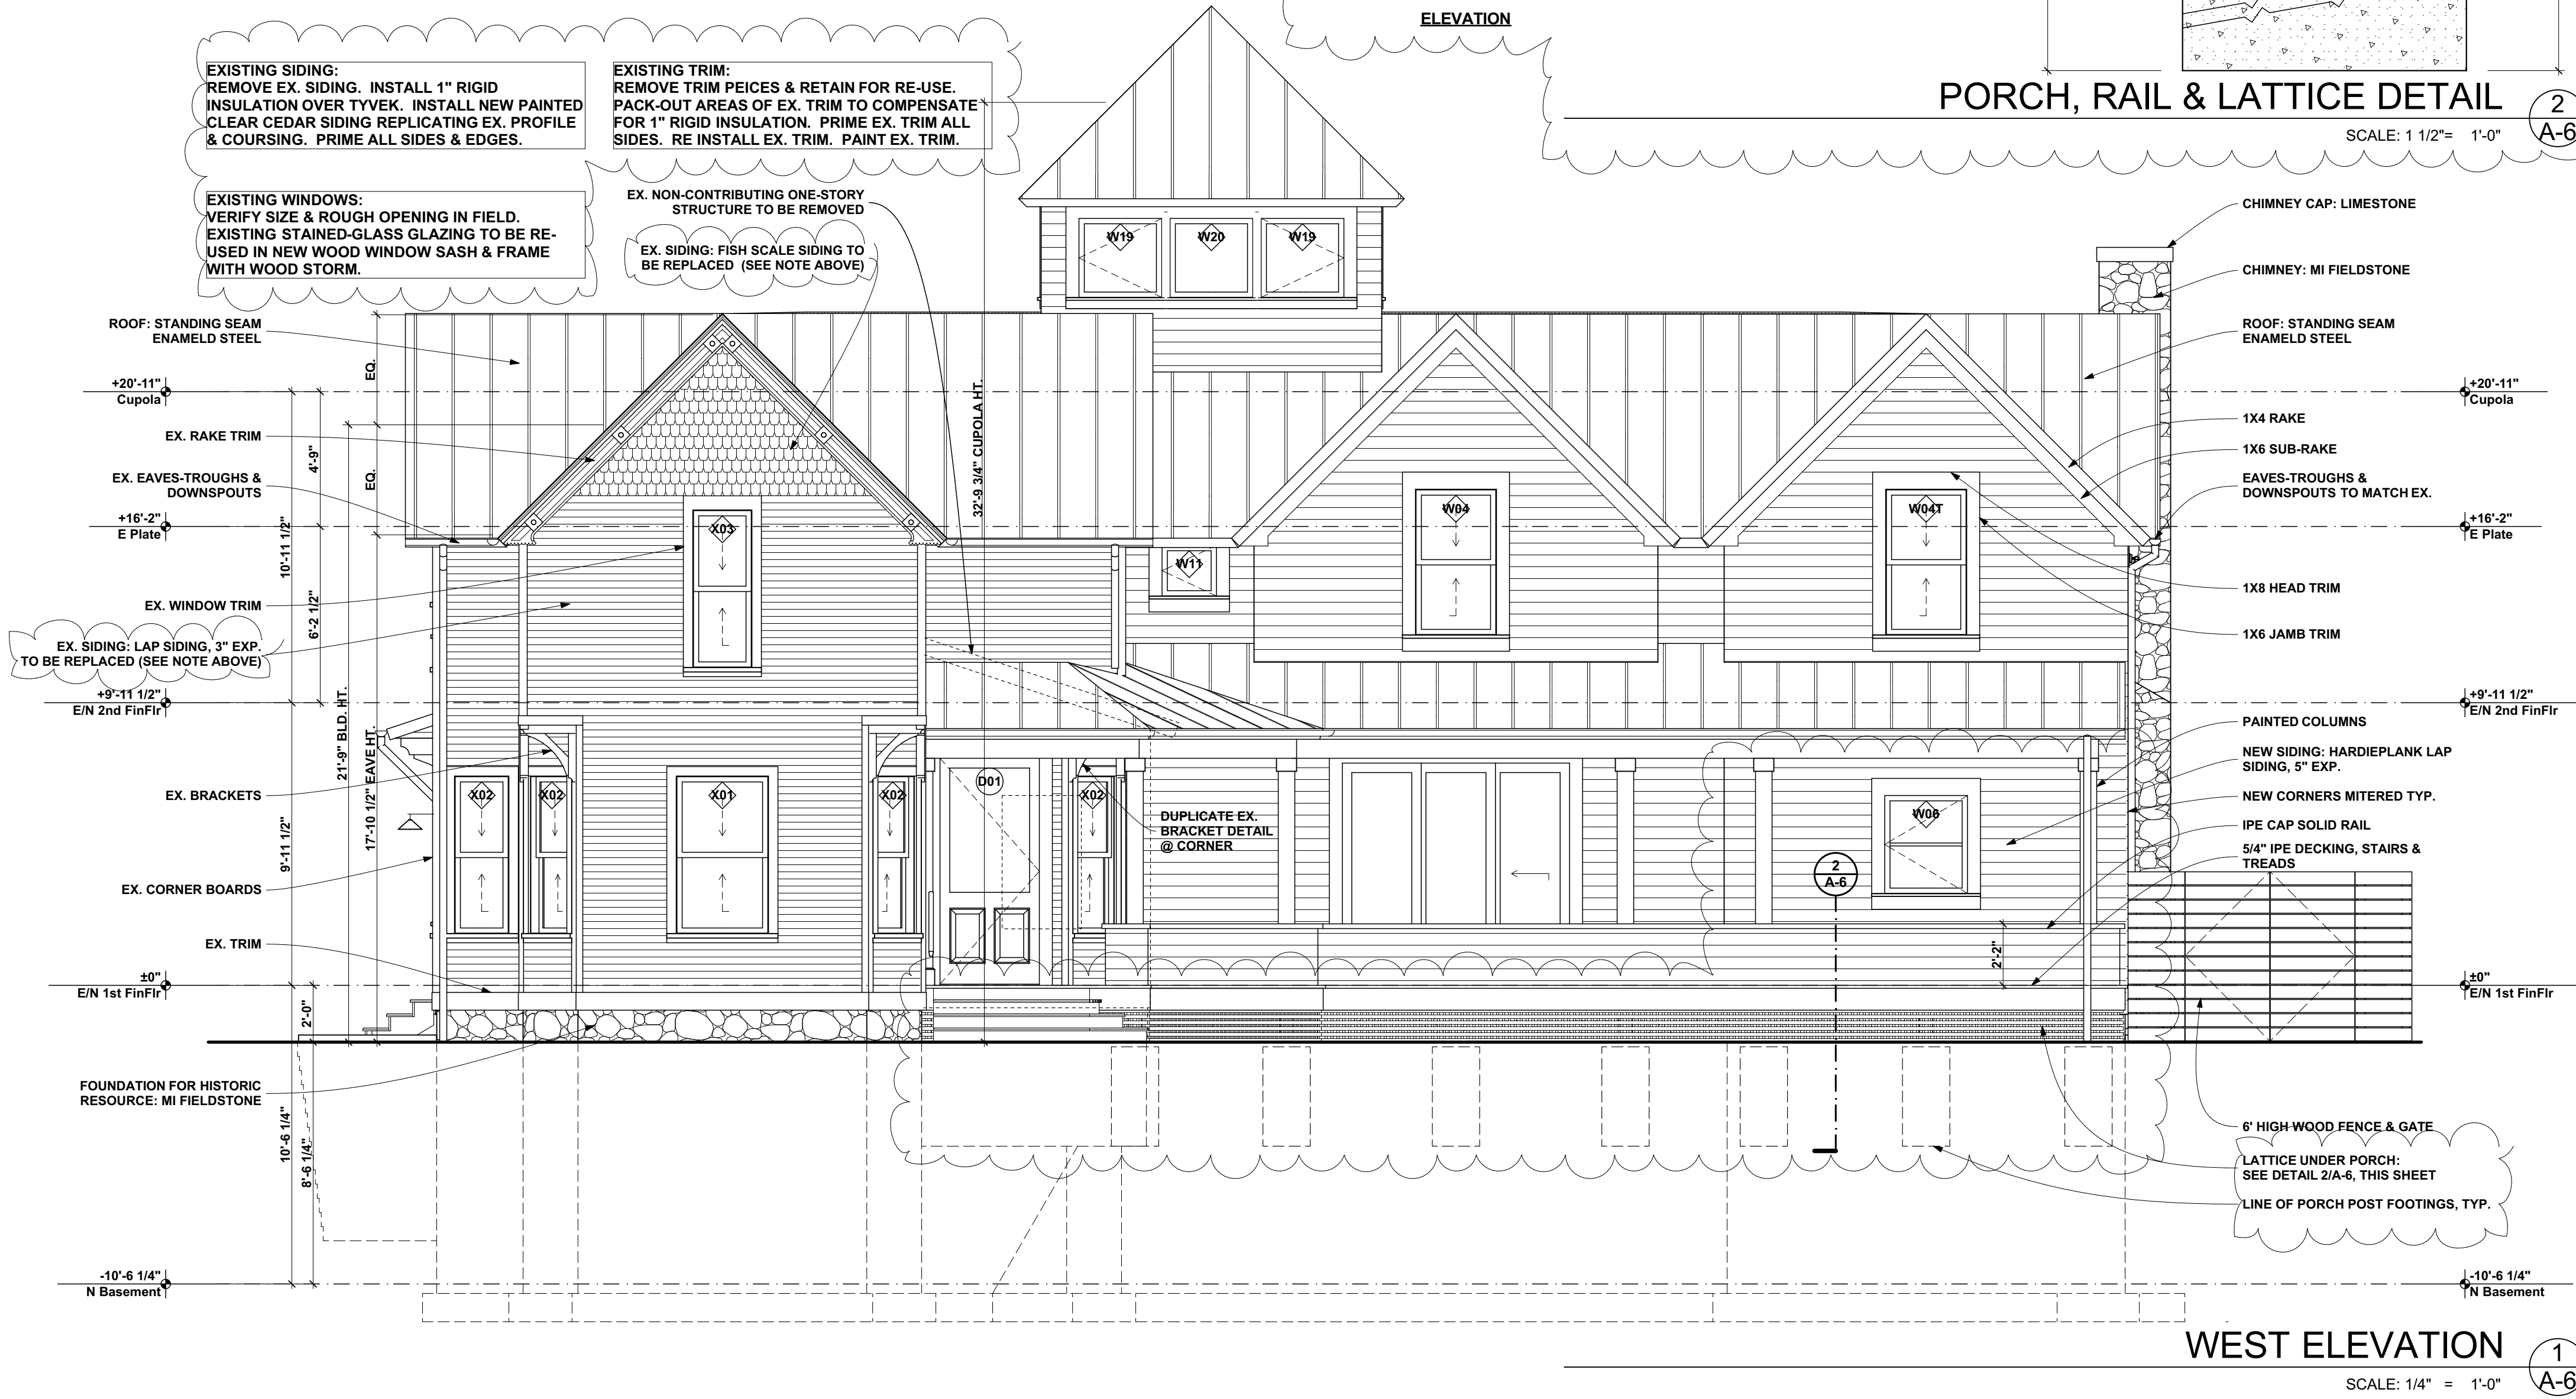 ELEVATION
PORCH, RAIL & LATTICE DETAIL
2
A-6
SCALE: 1 1/2"= 1'-0"
EXISTING SIDING:
REMOVE EX. SIDING. INSTALL 1" RIGID
INSULATION OVER TYVEK. INSTALL NEW PAINTED
CLEAR CEDAR SIDING REPLICATING EX. PROFILE
& COURSING. PRIME ALL SIDES & EDGES.
EXISTING TRIM:
REMOVE TRIM PEICES & RETAIN FOR RE-USE.
PACK-OUT AREAS OF EX. TRIM TO COMPENSATE
FOR 1" RIGID INSULATION. PRIME EX. TRIM ALL
SIDES. RE INSTALL EX. TRIM. PAINT EX. TRIM.
EXISTING WINDOWS:
VERIFY SIZE & ROUGH OPENING IN FIELD.
EXISTING STAINED-GLASS GLAZING TO BE RE-
USED IN NEW WOOD WINDOW SASH & FRAME
WITH WOOD STORM.
EX. NON-CONTRIBUTING ONE-STORY
STRUCTURE TO BE REMOVED
EX. SIDING: FISH SCALE SIDING TO
BE REPLACED (SEE NOTE ABOVE)
ROOF: STANDING SEAM
ENAMELD STEEL
+20'-11"
Cupola
EX. RAKE TRIM
EX. EAVES-TROUGHS &
DOWNSPOUTS
+16'-2"
E Plate
EX. WINDOW TRIM
EX. SIDING: LAP SIDING, 3" EXP.
TO BE REPLACED (SEE NOTE ABOVE)
+9'-11 1/2"
E/N 2nd FinFlr
EX. BRACKETS
EX. CORNER BOARDS
EX. TRIM
±0"
E/N 1st FinFlr
FOUNDATION FOR HISTORIC
RESOURCE: MI FIELDSTONE
-10'-6 1/4"
N Basement
EQ.
EQ.
4'-9"
10'-11 1/2"
6'-2 1/2"
21'-9" BLD. HT.
17'-10 1/2" EAVE HT.
9'-11 1/2"
2'-0"
10'-6 1/4"
8'-6 1/4"
32'-9 3/4" CUPOLA HT.
W19
W20
W19
X03
W04
W04T
W11
X02
X02
X01
X02
D01
X02
W06
DUPLICATE EX.
BRACKET DETAIL
@ CORNER
2
A-6
2'-2"
CHIMNEY CAP: LIMESTONE
CHIMNEY: MI FIELDSTONE
ROOF: STANDING SEAM
ENAMELD STEEL
+20'-11"
Cupola
1X4 RAKE
1X6 SUB-RAKE
EAVES-TROUGHS &
DOWNSPOUTS TO MATCH EX.
+16'-2"
E Plate
1X8 HEAD TRIM
1X6 JAMB TRIM
+9'-11 1/2"
E/N 2nd FinFlr
PAINTED COLUMNS
NEW SIDING: HARDIEPLANK LAP
SIDING, 5" EXP.
NEW CORNERS MITERED TYP.
IPE CAP SOLID RAIL
5/4" IPE DECKING, STAIRS &
TREADS
±0"
E/N 1st FinFlr
6' HIGH WOOD FENCE & GATE
LATTICE UNDER PORCH:
SEE DETAIL 2/A-6, THIS SHEET
LINE OF PORCH POST FOOTINGS, TYP.
-10'-6 1/4"
N Basement
WEST ELEVATION
1
A-6
SCALE: 1/4" = 1'-0"